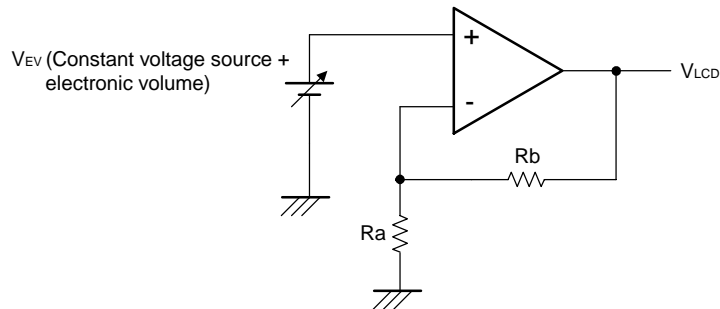 VEV (Constant voltage source +
electronic volume)
+
-
VLCD
Rb
Ra